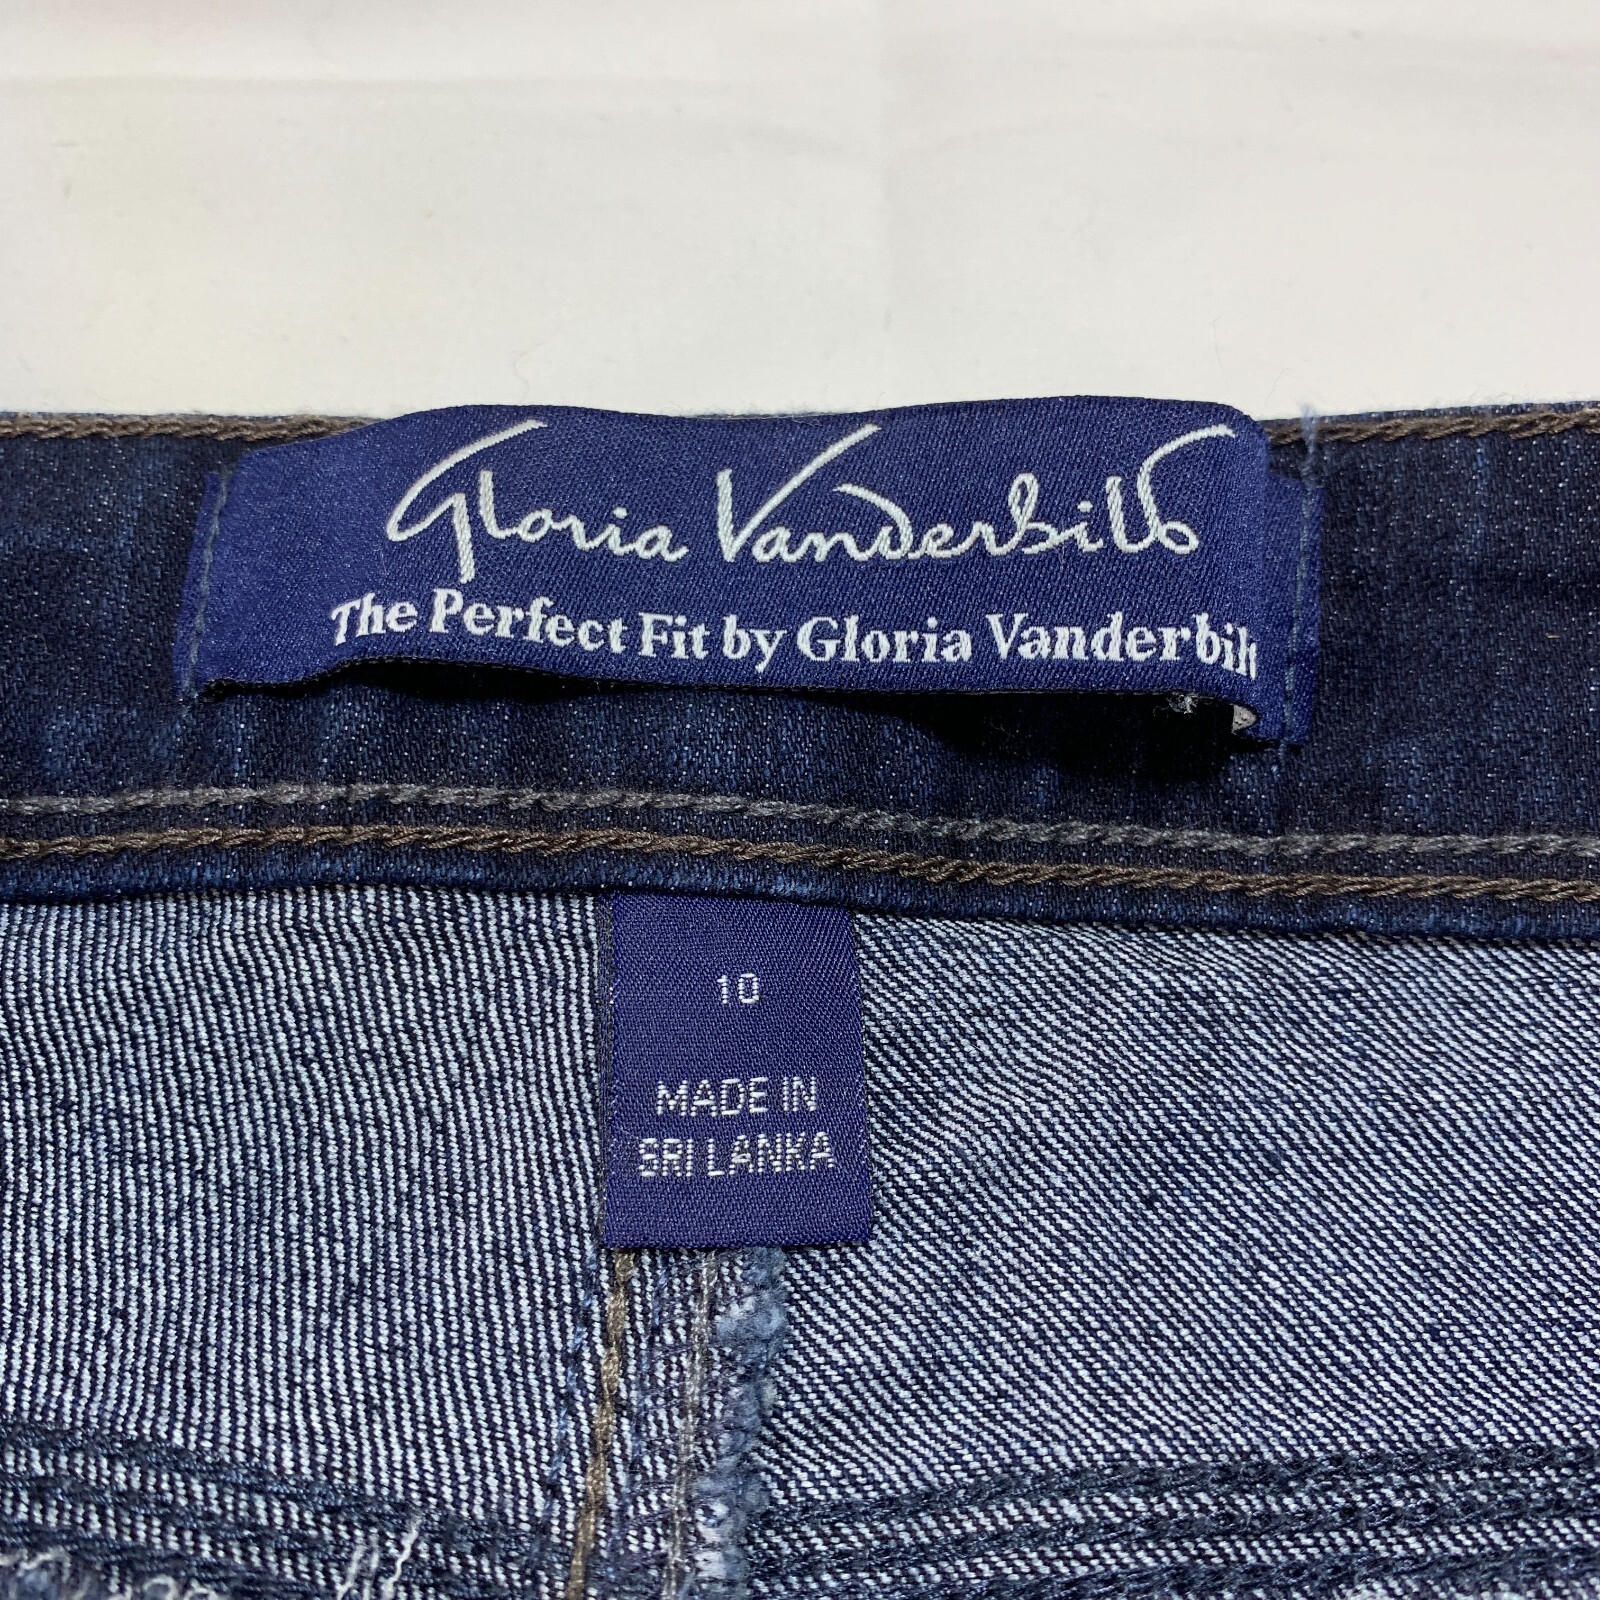 Gloria Vanderbilt
The Perfect Fit by Gloria Vanderbilt
10
MADE IN
SRI LANKA